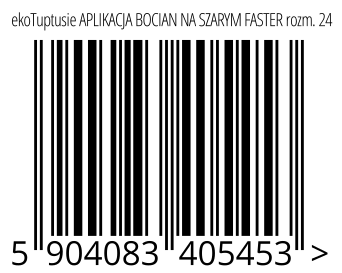 ekoTuptusie APLIKACJA BOCIAN NA SZARYM FASTER rozm. 24
5 904083 405453 >